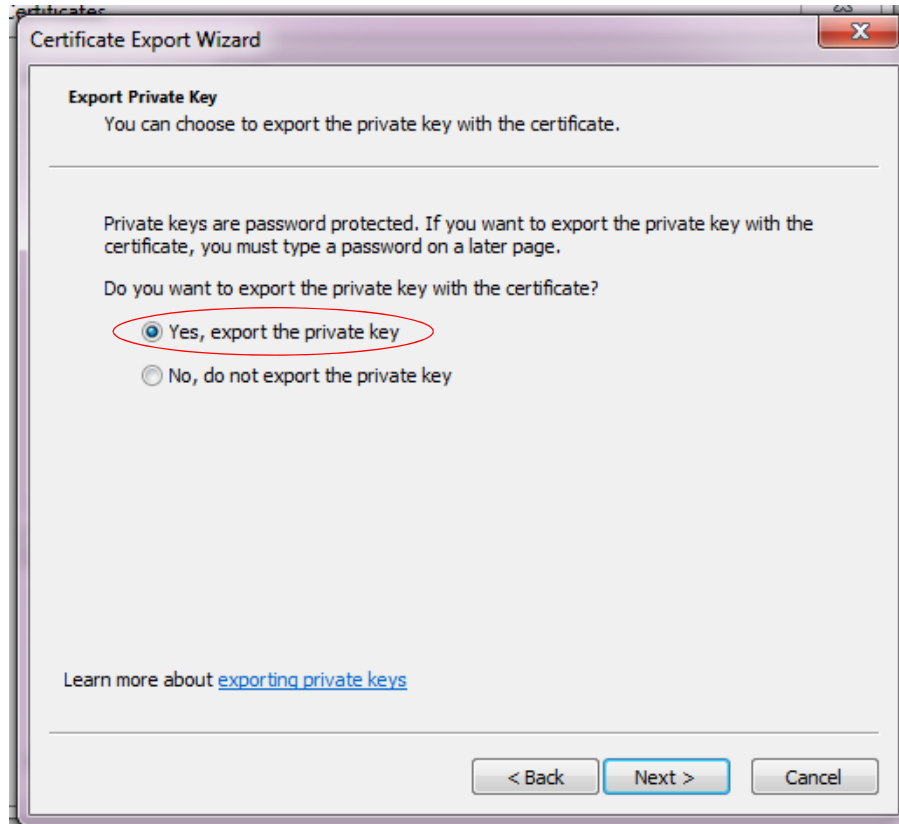 Certificates
Certificate Export Wizard
Export Private Key
You can choose to export the private key with the certificate.
Private keys are password protected. If you want to export the private key with the
certificate, you must type a password on a later page.
Do you want to export the private key with the certificate?
Yes, export the private key
No, do not export the private key
Learn more about exporting private keys
< Back
Next >
Cancel